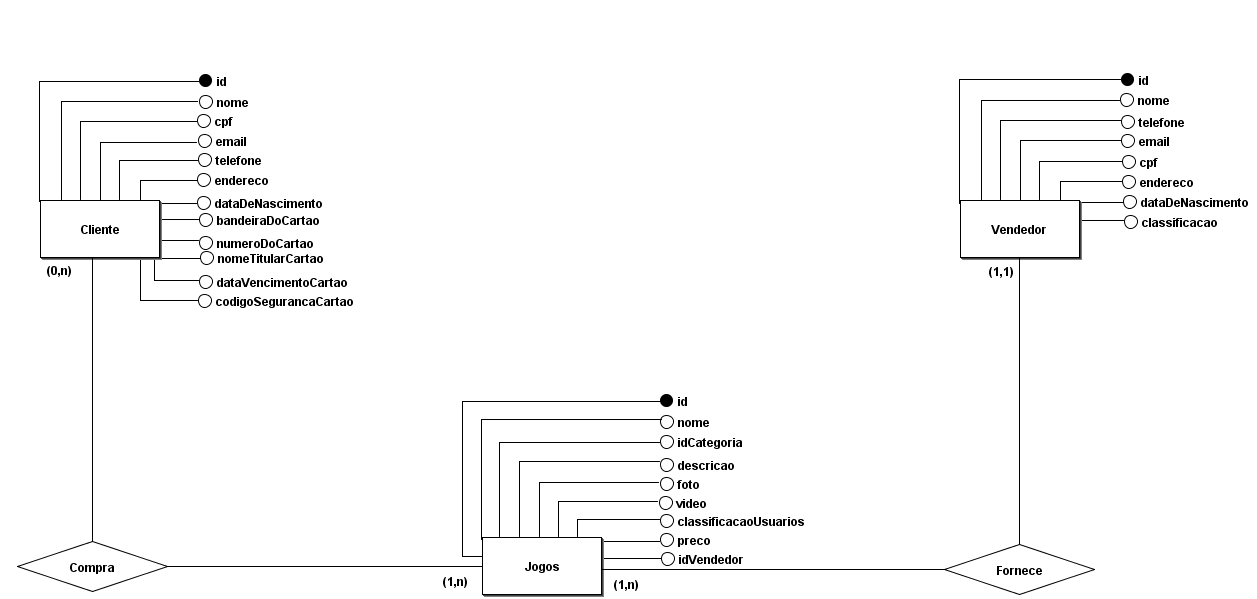 id
nome
cpf
email
telefone
endereco
dataDeNascimento
bandeiraDoCartao
numeroDoCartao
nomeTitularCartao
dataVencimentoCartao
codigoSegurancaCartao
Cliente
(0,n)
id
nome
telefone
email
cpf
endereco
dataDeNascimento
classificacao
Vendedor
(1,1)
id
nome
idCategoria
descricao
foto
video
classificacaoUsuarios
preco
idVendedor
Jogos
Compra
(1,n)
(1,n)
Fornece